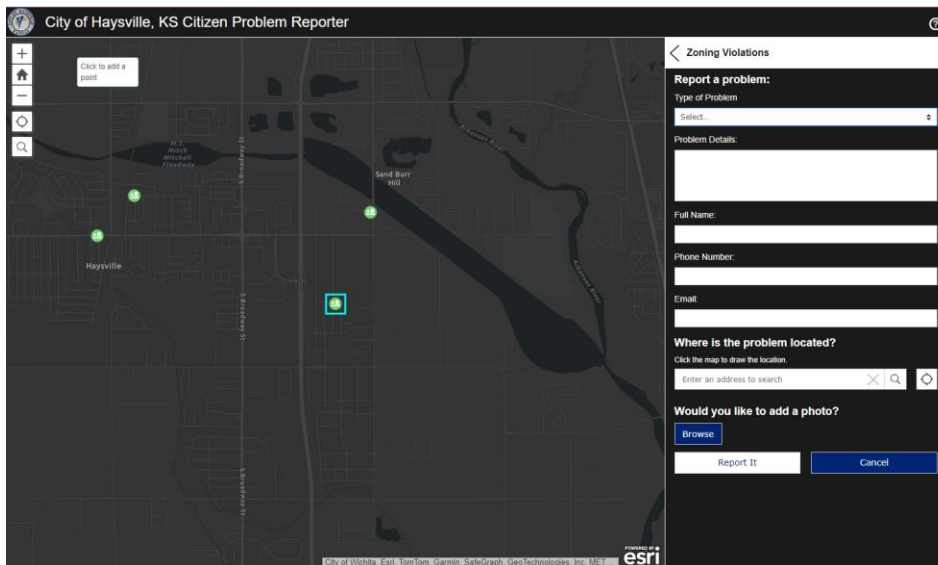 City of Haysville, KS Citizen Problem Reporter
Click to add a
point
M.S.
Mitch
Mitchell
Floodway
Sand Burr
Hill
Arkansas River
Arkansas River
Haysville
S Broadway St
S Broadway St
S Broadway St
City of Wichita, Esri, TomTom, Garmin, SafeGraph, GeoTechnologies, Inc, MET
POWERED BY
esri
Zoning Violations
Report a problem:
Type of Problem
Select...
Problem Details:
Full Name:
Phone Number:
Email:
Where is the problem located?
Click the map to draw the location.
Enter an address to search
Would you like to add a photo?
Browse
Report It
Cancel